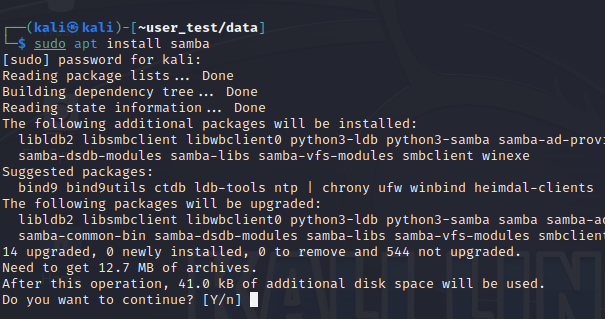 ┌──(kali㉿kali)-[~user_test/data]
└─$ sudo apt install samba
[sudo] password for kali:
Reading package lists... Done
Building dependency tree... Done
Reading state information... Done
The following additional packages will be installed:
libldb2 libsmbclient libwbclient0 python3-ldb python3-samba samba-ad-prov
samba-dsdb-modules samba-libs samba-vfs-modules smbclient winexe
Suggested packages:
bind9 bind9utils ctdb ldb-tools ntp | chrony ufw winbind heimdal-clients
The following packages will be upgraded:
libldb2 libsmbclient libwbclient0 python3-ldb python3-samba samba samba-ad
samba-common-bin samba-dsdb-modules samba-libs samba-vfs-modules smbclient
14 upgraded, 0 newly installed, 0 to remove and 544 not upgraded.
Need to get 12.7 MB of archives.
After this operation, 41.0 kB of additional disk space will be used.
Do you want to continue? [Y/n]